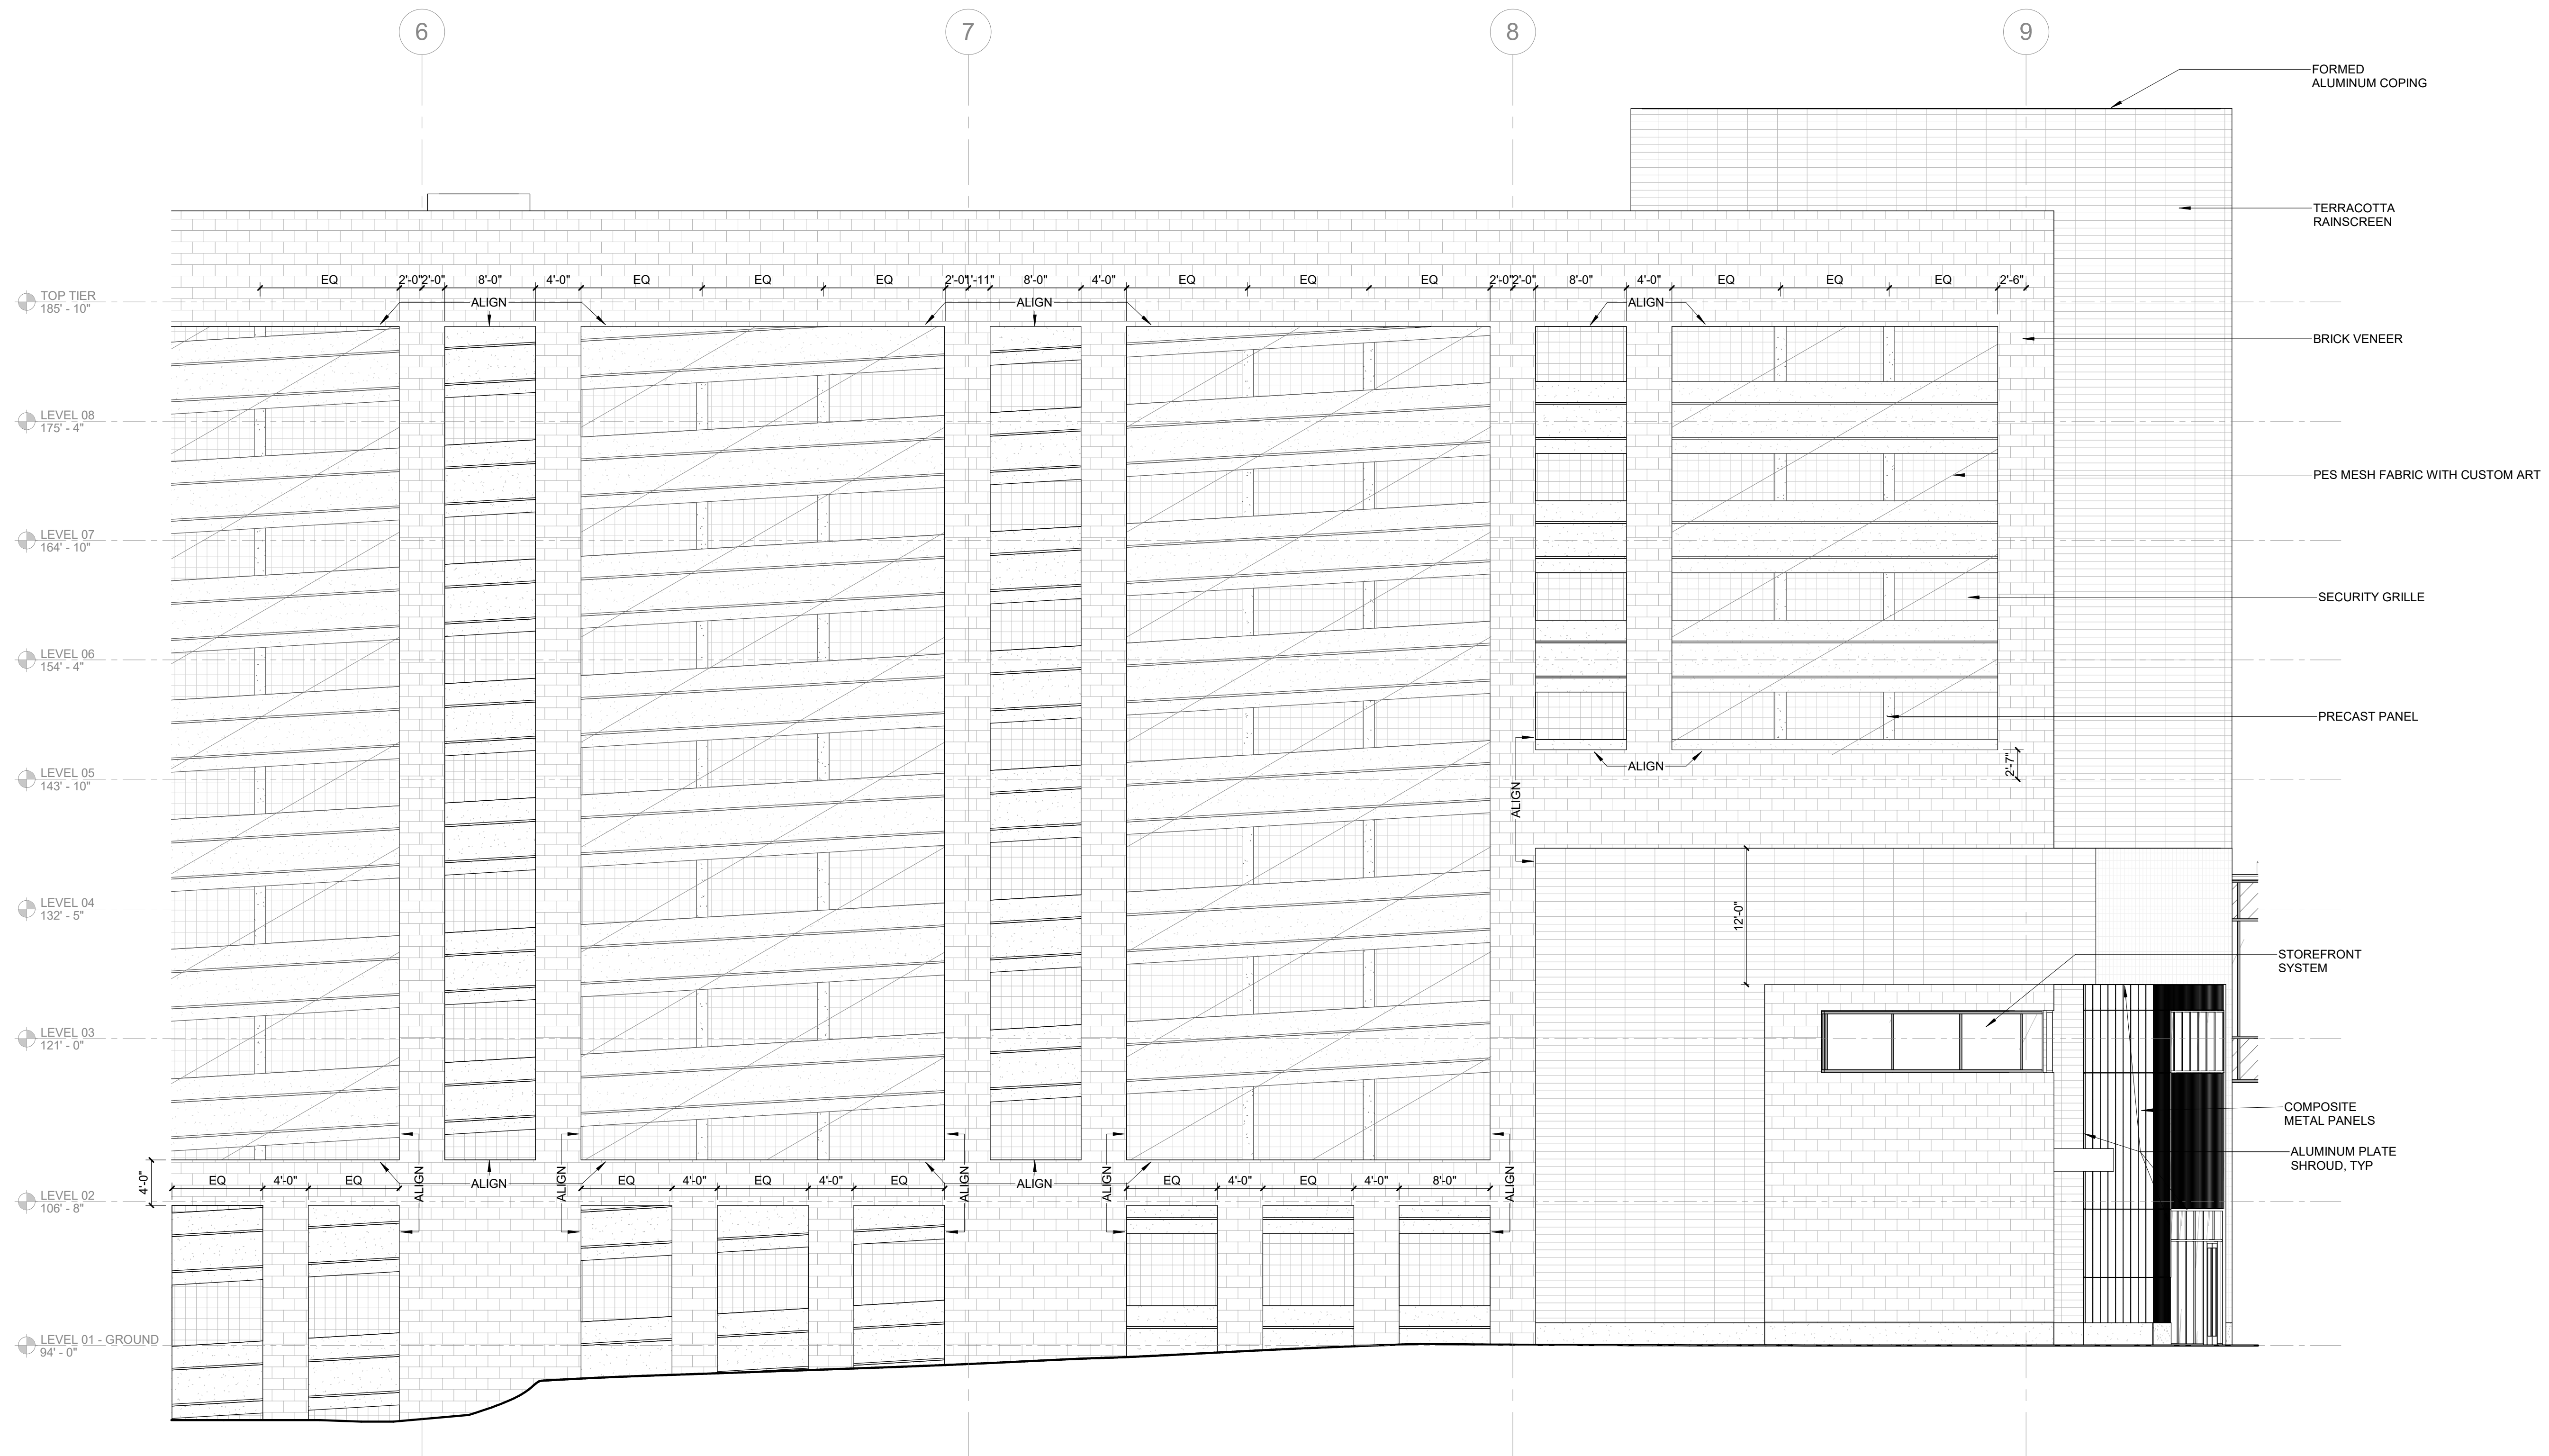 6 7 8 9
FORMED
ALUMINUM COPING
TERRACOTTA
RAINSCREEN
EQ 2'-0" 2'-0" 8'-0" 4'-0" EQ EQ EQ 2'-0" 1'-11" 8'-0" 4'-0" EQ EQ EQ 2'-0" 2'-0" 8'-0" 4'-0" EQ EQ EQ 2'-6"
TOP TIER
185' - 10"
ALIGN ALIGN ALIGN
BRICK VENEER
LEVEL 08
175' - 4"
PES MESH FABRIC WITH CUSTOM ART
LEVEL 07
164' - 10"
SECURITY GRILLE
LEVEL 06
154' - 4"
PRECAST PANEL
ALIGN
2'-7"
LEVEL 05
143' - 10"
ALIGN
LEVEL 04
132' - 5"
12'-0"
STOREFRONT
SYSTEM
LEVEL 03
121' - 0"
COMPOSITE
METAL PANELS
ALUMINUM PLATE
SHROUD, TYP
4'-0"
ALIGN ALIGN ALIGN ALIGN ALIGN ALIGN ALIGN
EQ 4'-0" EQ EQ 4'-0" EQ 4'-0" EQ EQ 4'-0" EQ 4'-0" 8'-0"
LEVEL 02
106' - 8"
LEVEL 01 - GROUND
94' - 0"